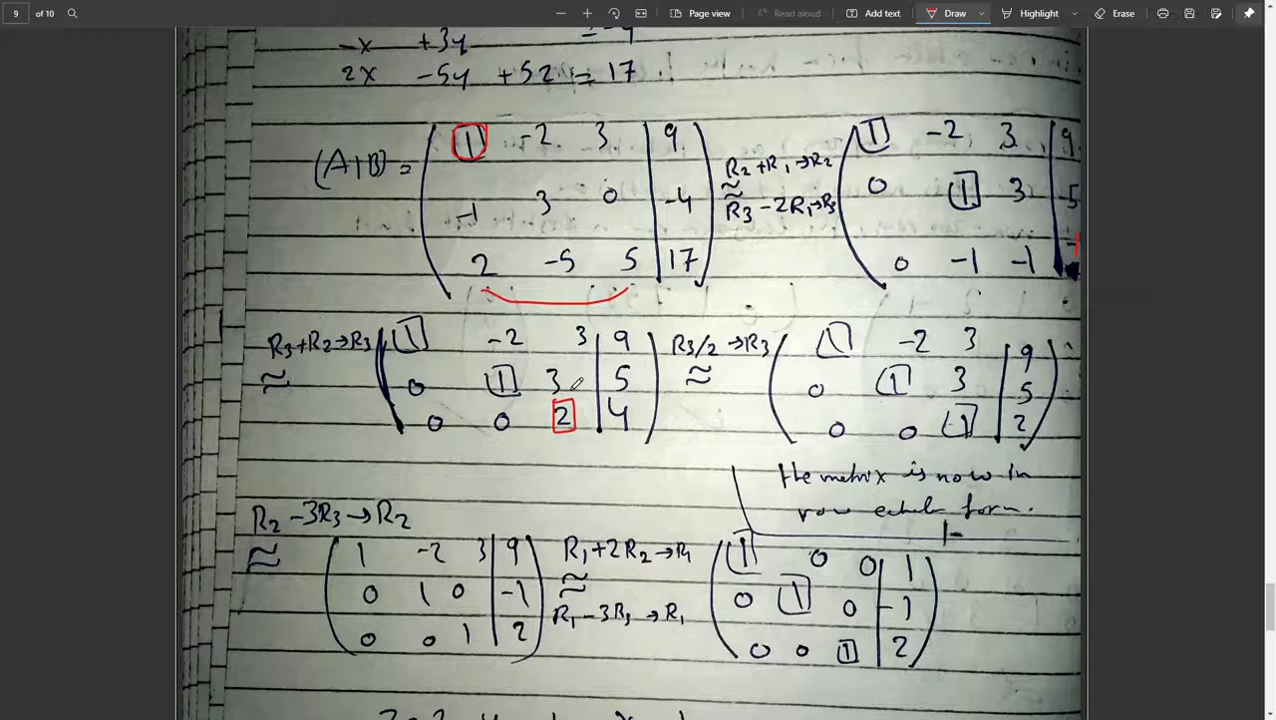 9 of 10 Page view Read aloud Add text Draw Highlight Erase
-x +3y = -4
2x -5y +5z = 17
(A|B) = ( 1 -2 3 | 9 ) R2+R1→R2 ( 1 -2 3 | 9
-1 3 0 | -4 ≈ 0 1 3 | 5
2 -5 5 | 17 R3-2R1→R3 0 -1 -1
R3+R2→R3 ( 1 -2 3 | 9 ) R3/2→R3 ( 1 -2 3 | 9 )
≈ 0 1 3 | 5 ≈ 0 1 3 | 5
0 0 2 | 4 0 0 1 | 2
the metrix is now in
row echeln form.
R2-3R3→R2
≈ ( 1 -2 3 | 9 ) R1+2R2→R1 ( 1 0 0 | 1 )
0 1 0 | -1 ≈ 0 1 0 | -1
0 0 1 | 2 R1-3R3→R1 0 0 1 | 2